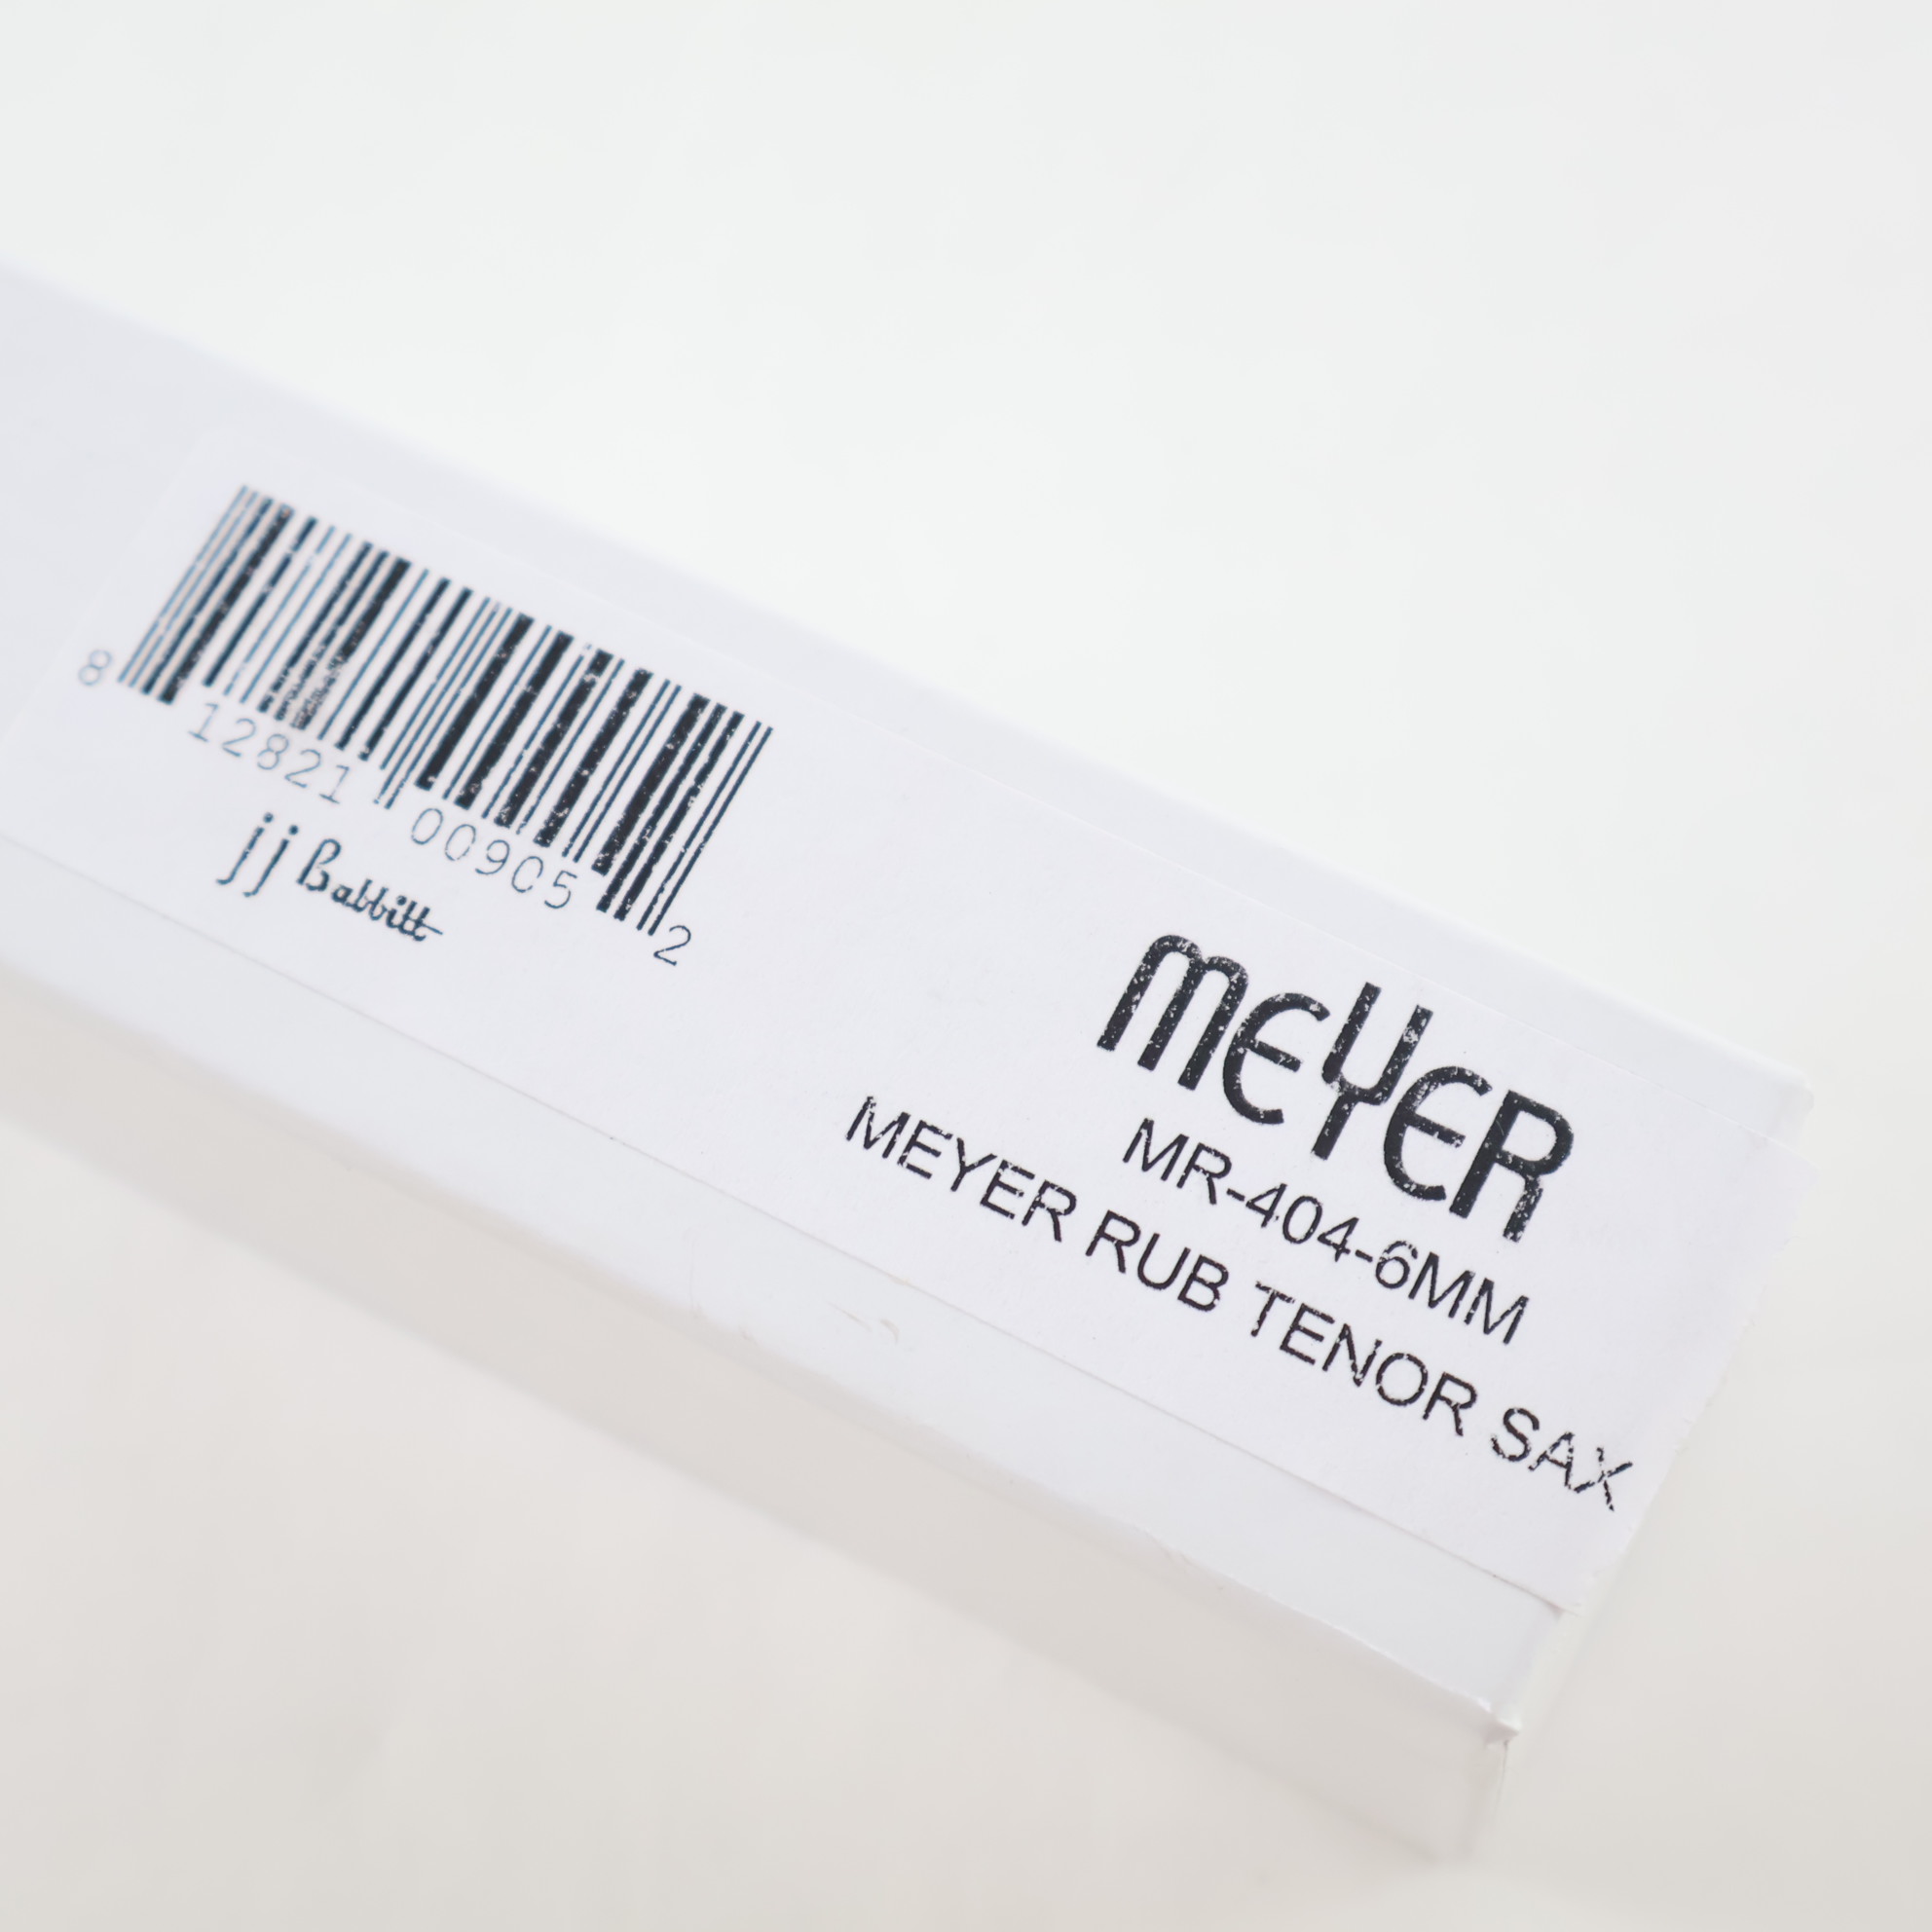 8 12821 00905 2
jj Babbitt
MEYER
MR-404-6MM
MEYER RUB TENOR SAX